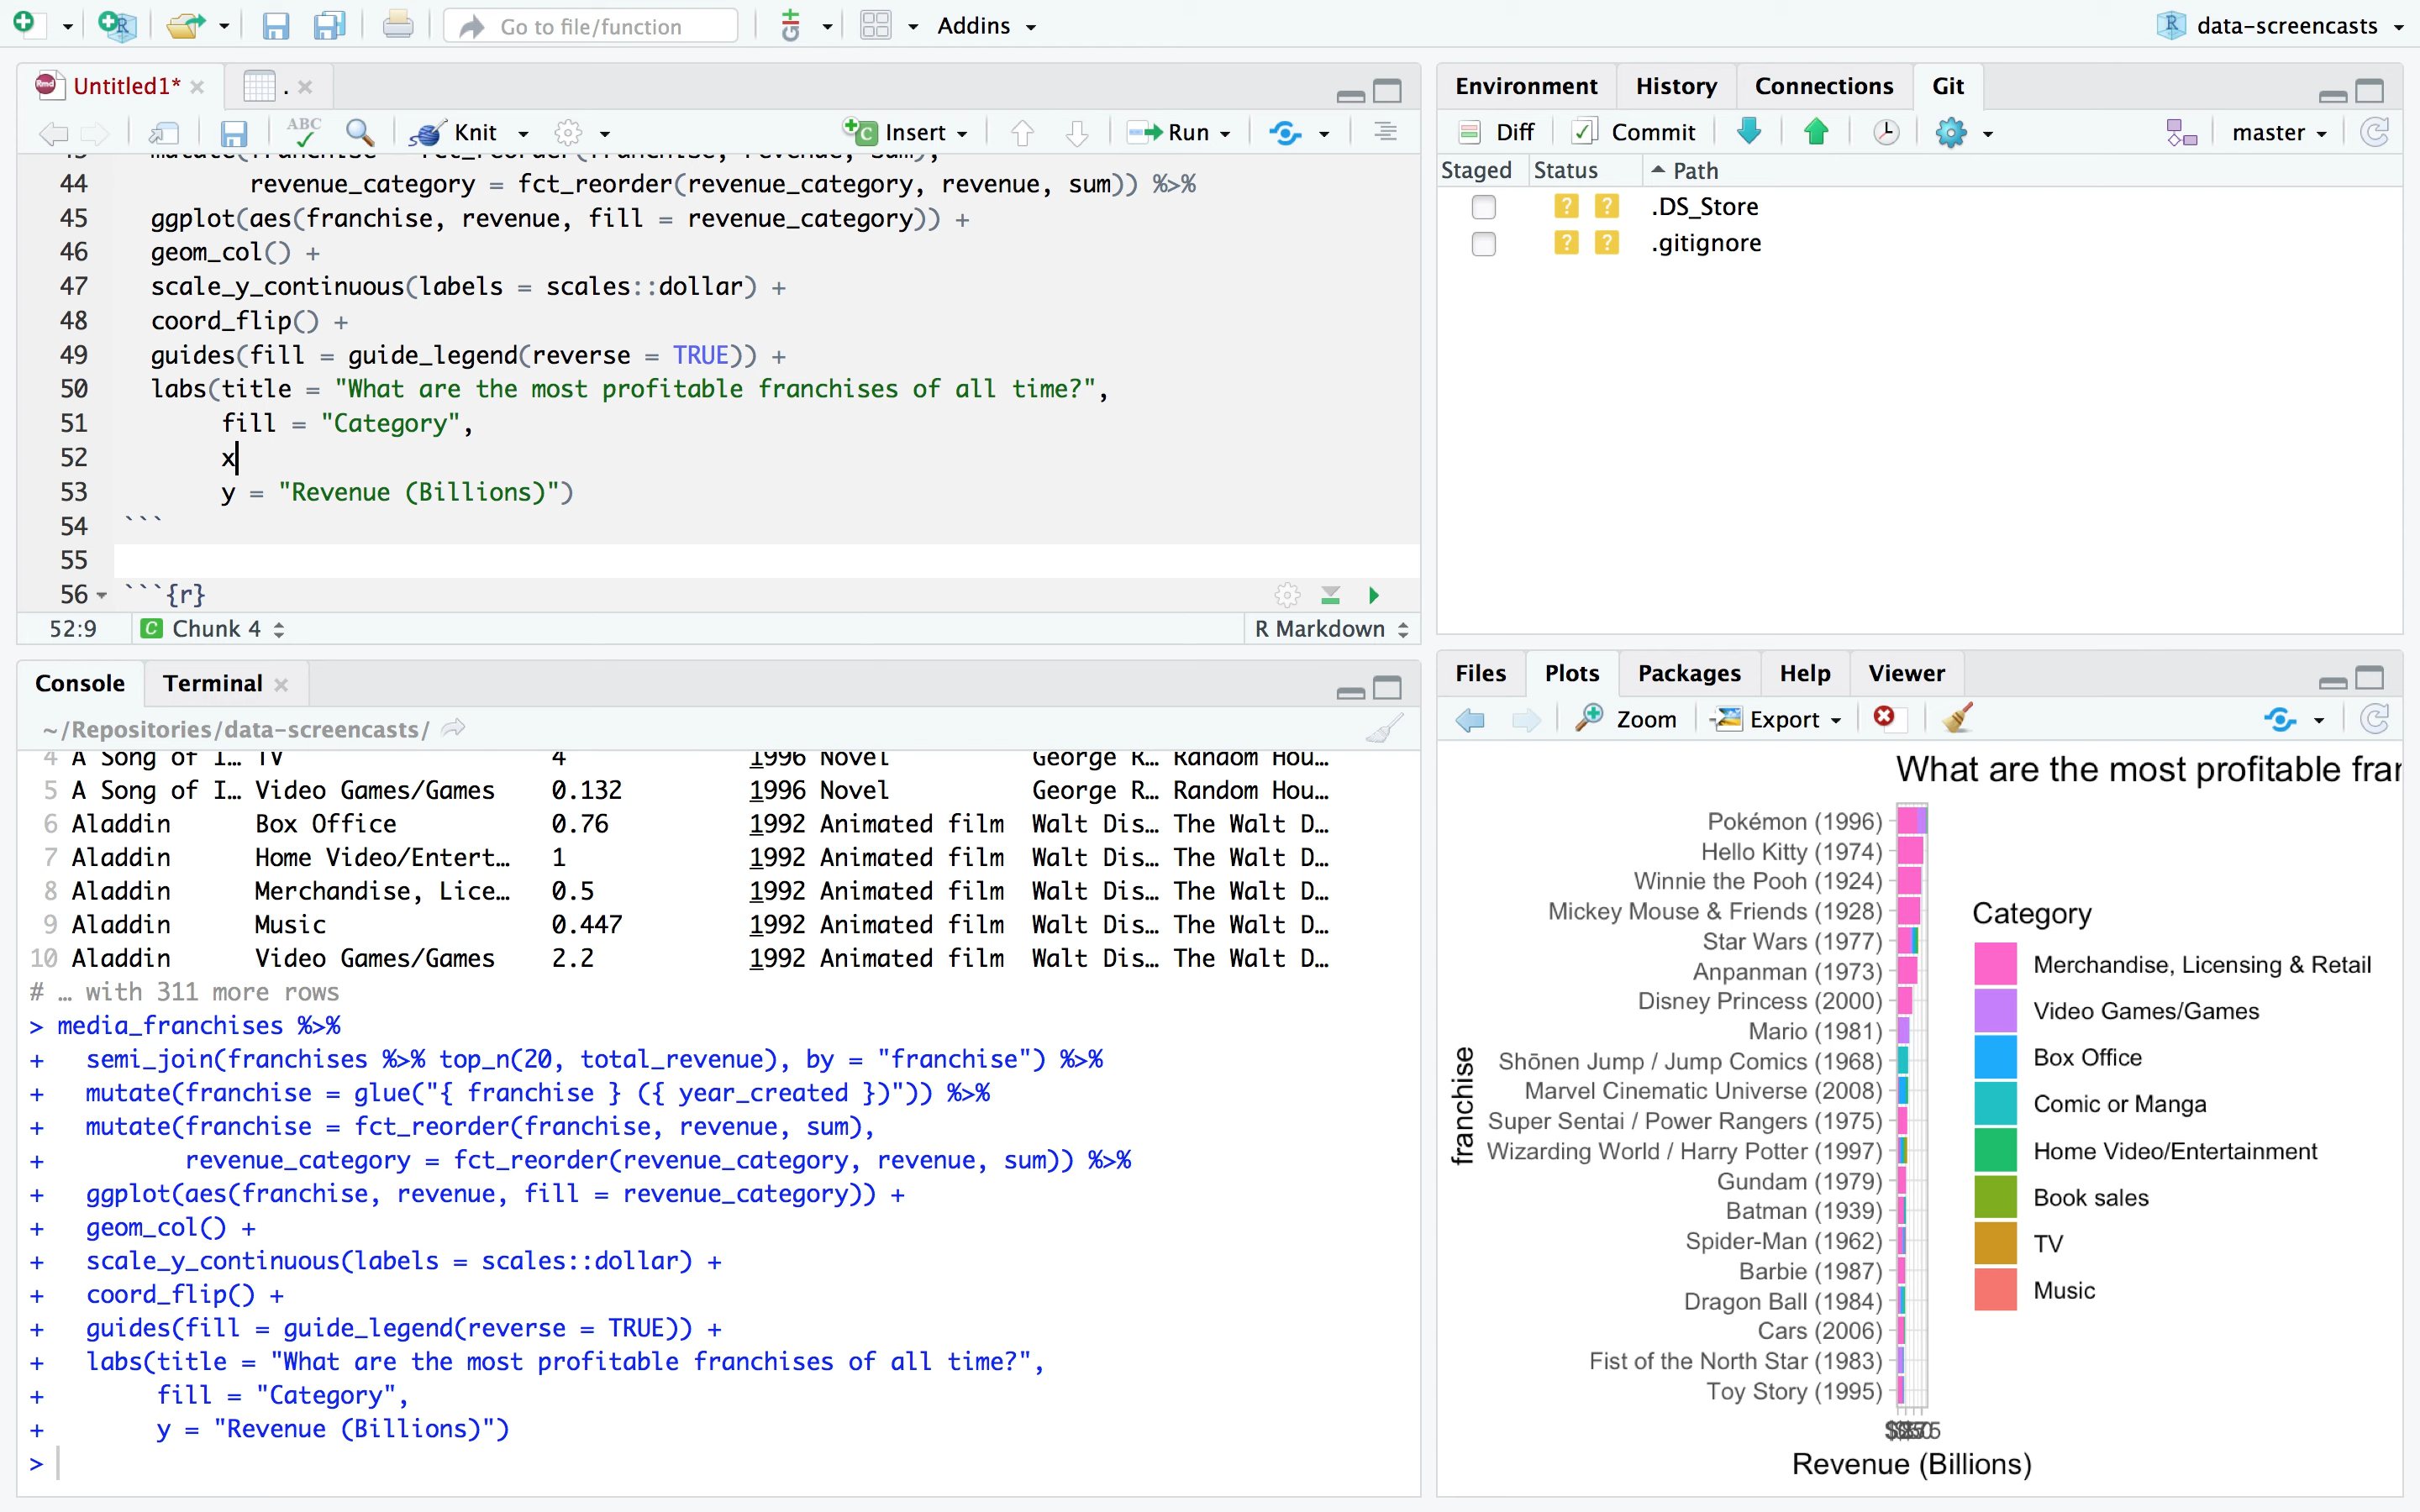 Go to file/function
Addins
data-screencasts
Untitled1*
.
ABC
Knit
Insert
Run
44 revenue_category = fct_reorder(revenue_category, revenue, sum)) %>%
45 ggplot(aes(franchise, revenue, fill = revenue_category)) +
46 geom_col() +
47 scale_y_continuous(labels = scales::dollar) +
48 coord_flip() +
49 guides(fill = guide_legend(reverse = TRUE)) +
50 labs(title = "What are the most profitable franchises of all time?",
51 fill = "Category",
52 x
53 y = "Revenue (Billions)")
54 ```
55
56 ```{r}
52:9 C Chunk 4 R Markdown
Console Terminal
~/Repositories/data-screencasts/
4 A Song of I… TV 4 1996 Novel George R… Random Hou…
5 A Song of I… Video Games/Games 0.132 1996 Novel George R… Random Hou…
6 Aladdin Box Office 0.76 1992 Animated film Walt Dis… The Walt D…
7 Aladdin Home Video/Entert… 1 1992 Animated film Walt Dis… The Walt D…
8 Aladdin Merchandise, Lice… 0.5 1992 Animated film Walt Dis… The Walt D…
9 Aladdin Music 0.447 1992 Animated film Walt Dis… The Walt D…
10 Aladdin Video Games/Games 2.2 1992 Animated film Walt Dis… The Walt D…
# … with 311 more rows
> media_franchises %>%
+ semi_join(franchises %>% top_n(20, total_revenue), by = "franchise") %>%
+ mutate(franchise = glue("{ franchise } ({ year_created })")) %>%
+ mutate(franchise = fct_reorder(franchise, revenue, sum),
+ revenue_category = fct_reorder(revenue_category, revenue, sum)) %>%
+ ggplot(aes(franchise, revenue, fill = revenue_category)) +
+ geom_col() +
+ scale_y_continuous(labels = scales::dollar) +
+ coord_flip() +
+ guides(fill = guide_legend(reverse = TRUE)) +
+ labs(title = "What are the most profitable franchises of all time?",
+ fill = "Category",
+ y = "Revenue (Billions)")
>
Environment History Connections Git
Diff Commit master
Staged Status Path
? ? .DS_Store
? ? .gitignore
Files Plots Packages Help Viewer
Zoom Export
What are the most profitable fran
franchise
Pokémon (1996)
Hello Kitty (1974)
Winnie the Pooh (1924)
Mickey Mouse & Friends (1928)
Star Wars (1977)
Anpanman (1973)
Disney Princess (2000)
Mario (1981)
Shōnen Jump / Jump Comics (1968)
Marvel Cinematic Universe (2008)
Super Sentai / Power Rangers (1975)
Wizarding World / Harry Potter (1997)
Gundam (1979)
Batman (1939)
Spider-Man (1962)
Barbie (1987)
Dragon Ball (1984)
Cars (2006)
Fist of the North Star (1983)
Toy Story (1995)
Revenue (Billions)
Category
Merchandise, Licensing & Retail
Video Games/Games
Box Office
Comic or Manga
Home Video/Entertainment
Book sales
TV
Music